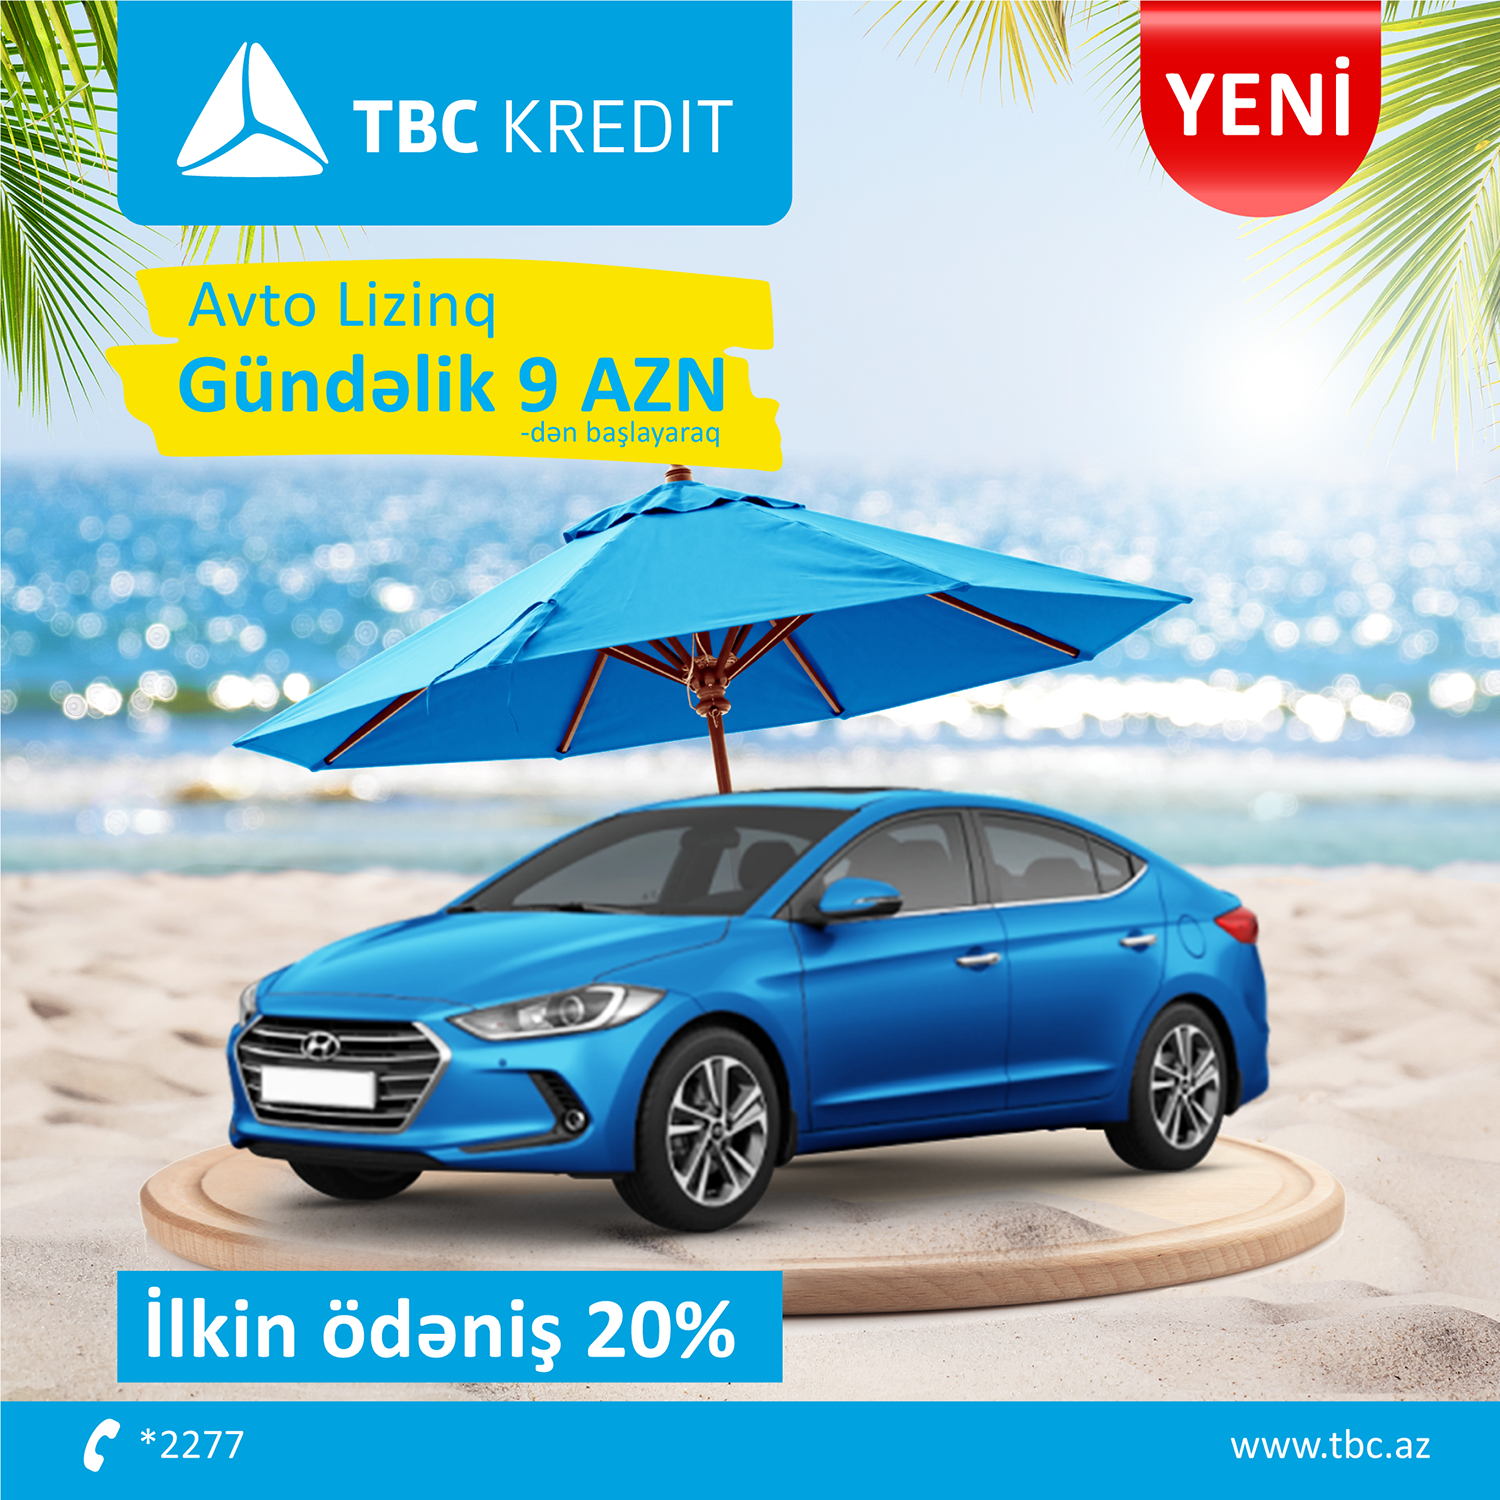 TBC KREDIT
YENİ
Avto Lizinq
Gündəlik 9 AZN
-dən başlayaraq
İlkin ödəniş 20%
*2277
www.tbc.az